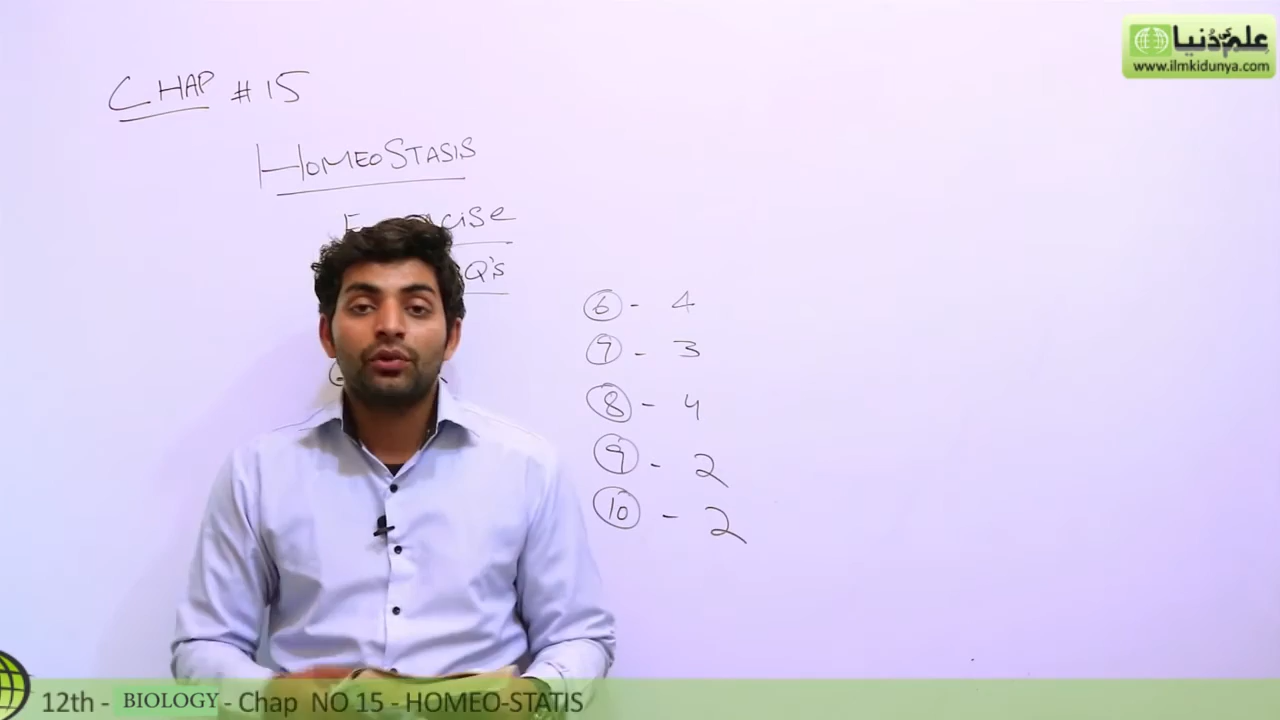 علم کی دنیا
www.ilmkidunya.com
CHAP # 15
HOMEOSTASIS
6 - 4
7 - 3
8 - 4
9 - 2
10 - 2
12th - BIOLOGY - Chap NO 15 - HOMEO-STATIS